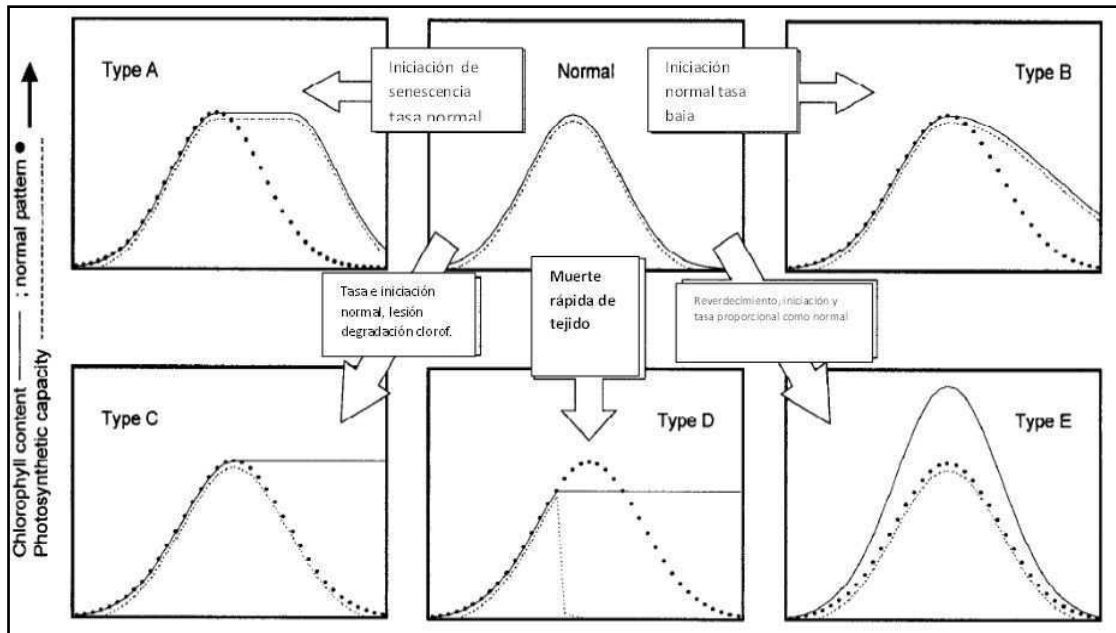 Type A
Iniciación de
senescencia
tasa normal
Normal
Iniciación
normal tasa
baja
Type B
Chlorophyll content ——— ; normal pattern ●
Photosynthetic capacity ---------
Tasa e iniciación
normal, lesión
degradación clorof.
Muerte
rápida de
tejido
Reverdecimiento, iniciación y
tasa proporcional como normal
Type C
Type D
Type E